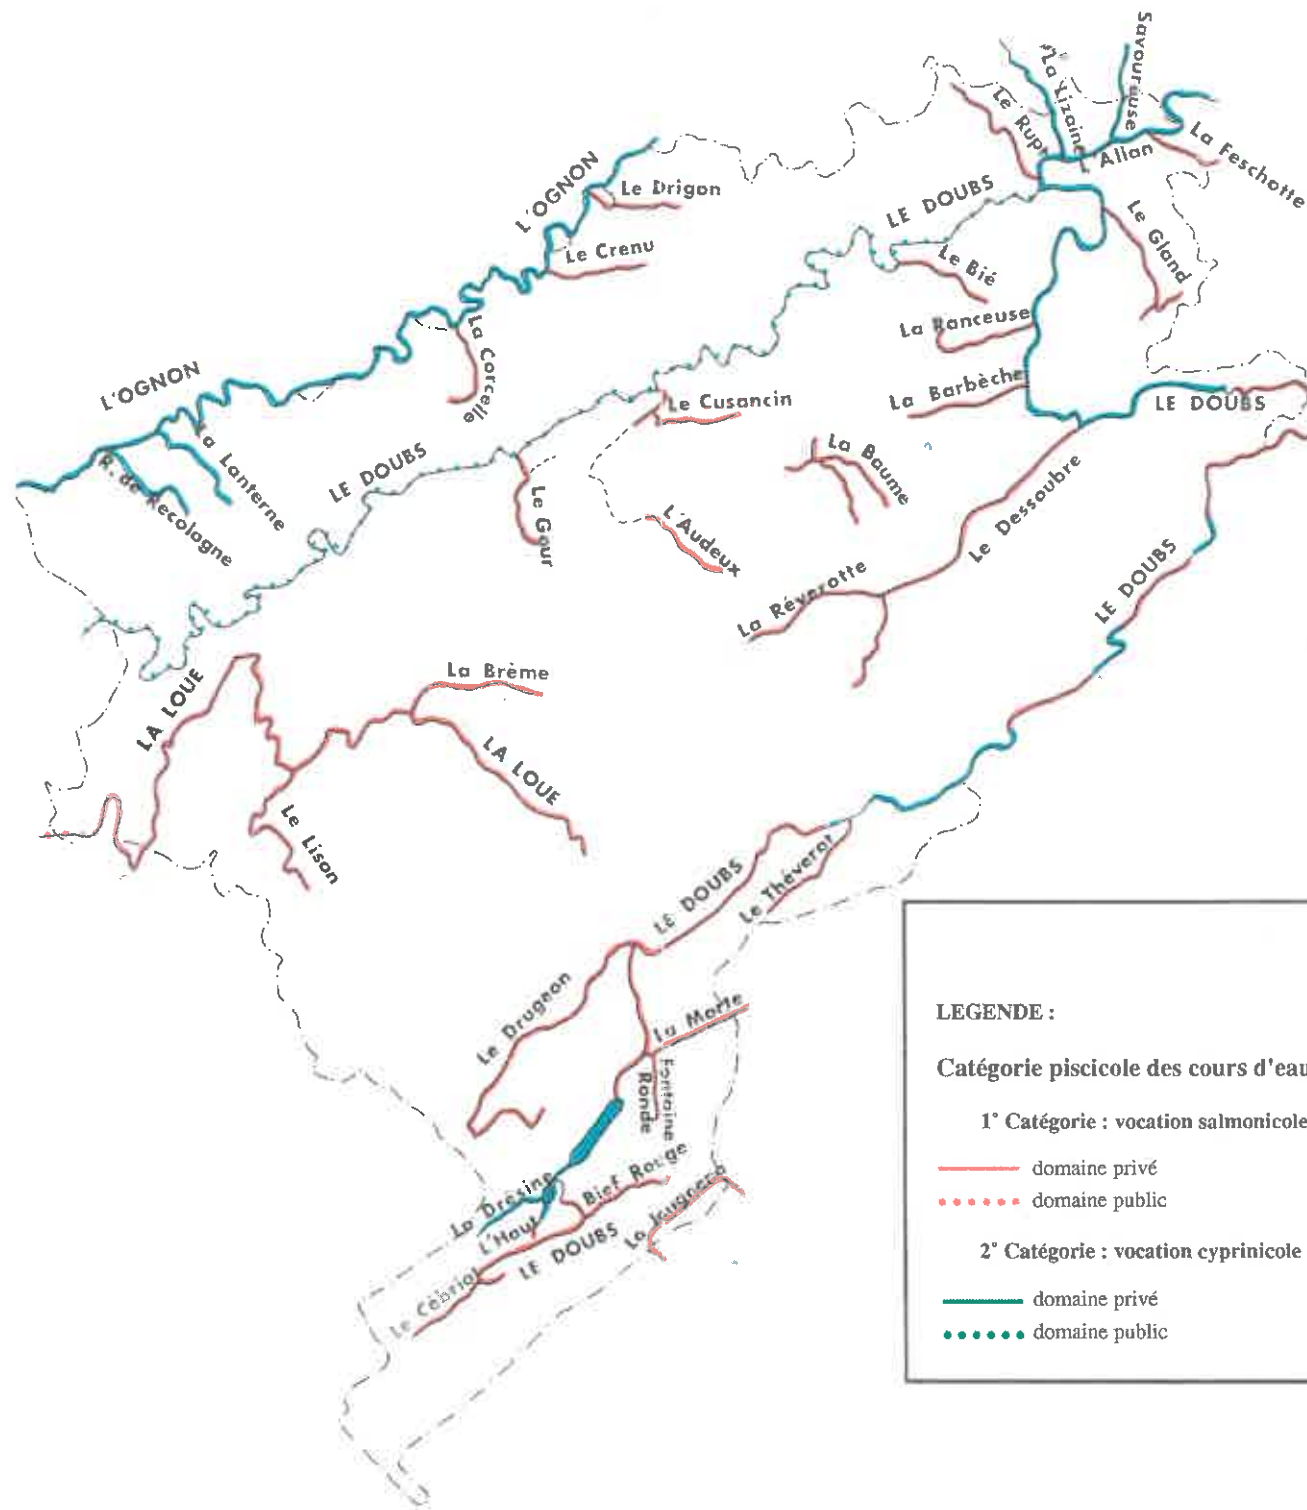 Savoureuse
La Lizaine
Le Rupt
Allan
La Feschotte
L'OGNON
Le Drigon
LE DOUBS
Le Gland
Le Crenu
Le Bié
La Corcelle
La Ranceuse
L'OGNON
La Barbèche
LE DOUBS
Le Cusancin
La Lanterne
R. de Recologne
LE DOUBS
La Baume
Le Gour
L'Audeux
Le Dessoubre
LE DOUBS
La Réverotte
La Brème
LA LOUE
LA LOUE
Le Lison
LE DOUBS
Le Théverot
Le Drugeon
La Morte
Fontaine
Ronde
La Drésine
Bief Rouge
L'Haut
LE DOUBS
La Jougnena
Le Cébriot
LEGENDE :
Catégorie piscicole des cours d'eau
1° Catégorie : vocation salmonicole
domaine privé
domaine public
2° Catégorie : vocation cyprinicole
domaine privé
domaine public